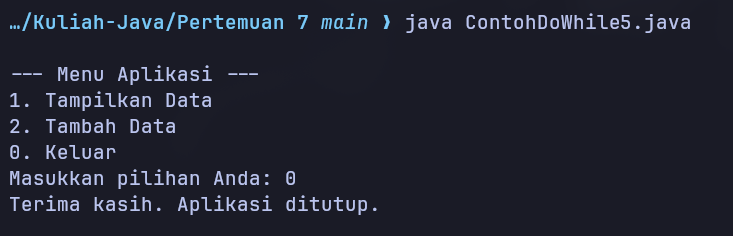 …/Kuliah-Java/Pertemuan 7 main ❯ java ContohDoWhile5.java
--- Menu Aplikasi ---
1. Tampilkan Data
2. Tambah Data
0. Keluar
Masukkan pilihan Anda: 0
Terima kasih. Aplikasi ditutup.